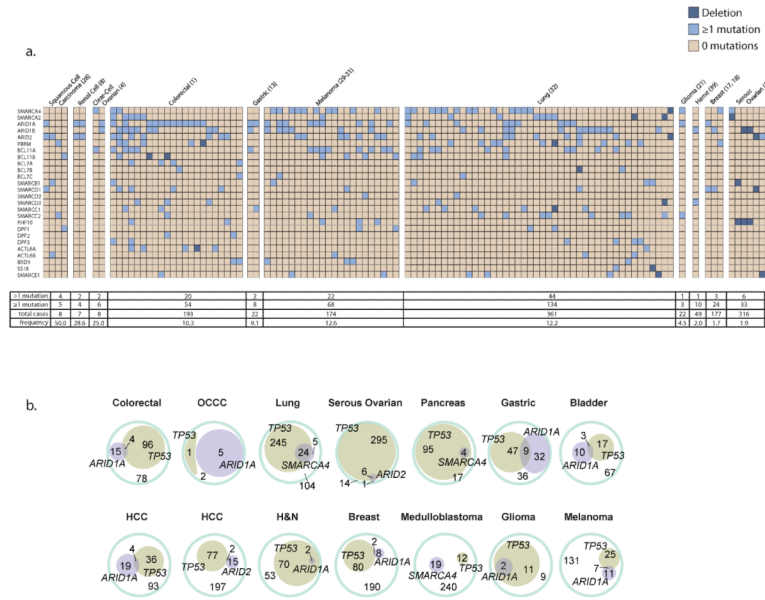 Deletion
≥1 mutation
0 mutations
a.
Squamous Cell
Carcinoma (28)
Renal Cell (8)
Clear-Cell
Ovarian (4)
Colorectal (1)
Gastric (13)
Melanoma (29-31)
Lung (32)
Glioma (21)
Heme (39)
Breast (17, 18)
Serous
Ovarian
SMARCA4
SMARCA2
ARID1A
ARID1B
ARID2
PBRM
BCL11A
BCL11B
BCL7A
BCL7B
BCL7C
SMARCB1
SMARCD1
SMARCD2
SMARCD3
SMARCC1
SMARCC2
PHF10
DPF1
DPF2
DPF3
ACTL6A
ACTL6B
BRD9
SS18
SMARCE1
>1 mutation 4 2 2 20 2 22 44 1 1 3 6
≥1 mutation 5 4 6 54 8 68 134 3 10 24 33
total cases 8 7 8 193 22 174 361 22 49 177 316
frequency 50.0 28.6 25.0 10.3 9.1 12.6 12.2 4.5 2.0 1.7 1.9
b.
Colorectal OCCC Lung Serous Ovarian Pancreas Gastric Bladder
15 4 96 TP53 ARID1A 78
TP53 1 5 ARID1A 2
TP53 245 5 24 SMARCA4 104
TP53 295 6 ARID2 14 1
TP53 95 4 SMARCA4 17
ARID1A TP53 47 9 32 36
3 17 10 TP53 ARID1A 67
HCC HCC H&N Breast Medulloblastoma Glioma Melanoma
4 19 36 TP53 ARID1A 93
TP53 77 2 15 ARID2 197
TP53 2 70 ARID1A 53
2 TP53 8 ARID1A 80 190
12 19 TP53 SMARCA4 240
TP53 2 11 ARID1A 9
TP53 131 25 7 11 ARID1A